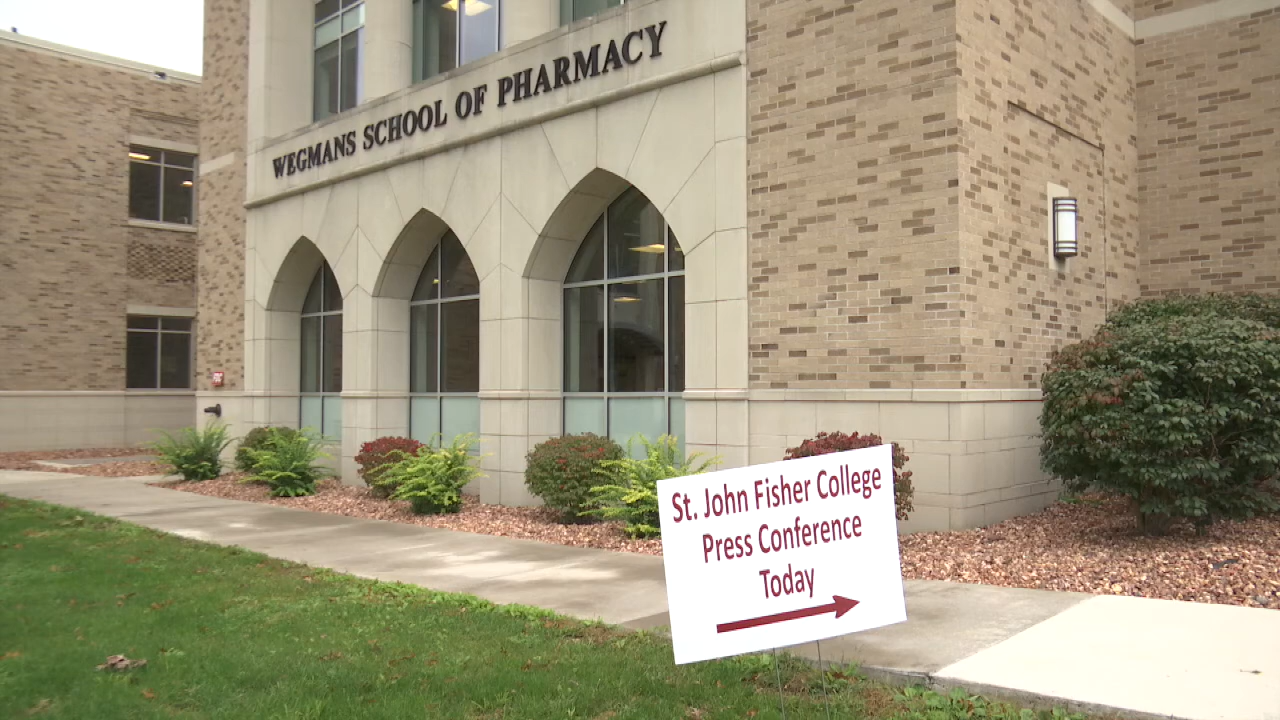 WEGMANS SCHOOL OF PHARMACY
St. John Fisher College
Press Conference
Today